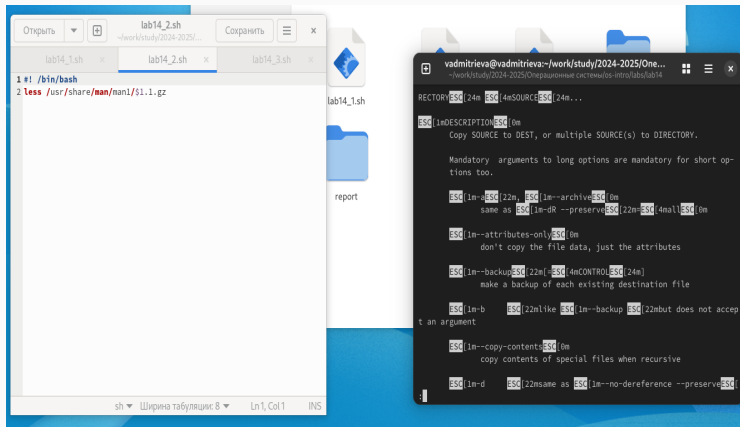 Открыть
lab14_2.sh
~/work/study/2024-2025/...
Сохранить
lab14_1.sh
lab14_2.sh
lab14_3.sh
1 #! /bin/bash
2 less /usr/share/man/man1/$1.1.gz
sh Ширина табуляции: 8 Ln 1, Col 1 INS
lab14_1.sh
report
vadmitrieva@vadmitrieva:~/work/study/2024-2025/Опе...
~/work/study/2024-2025/Операционные системы/os-intro/labs/lab14
RECTORYESC[24m ESC[4mSOURCEESC[24m...
ESC[1mDESCRIPTIONESC[0m
Copy SOURCE to DEST, or multiple SOURCE(s) to DIRECTORY.
Mandatory arguments to long options are mandatory for short op-
tions too.
ESC[1m-aESC[22m, ESC[1m--archiveESC[0m
same as ESC[1m-dR --preserveESC[22m=ESC[4mallESC[0m
ESC[1m--attributes-onlyESC[0m
don't copy the file data, just the attributes
ESC[1m--backupESC[22m[=ESC[4mCONTROLESC[24m]
make a backup of each existing destination file
ESC[1m-b ESC[22mlike ESC[1m--backup ESC[22mbut does not accep
t an argument
ESC[1m--copy-contentsESC[0m
copy contents of special files when recursive
ESC[1m-d ESC[22msame as ESC[1m--no-dereference --preserveESC[
: